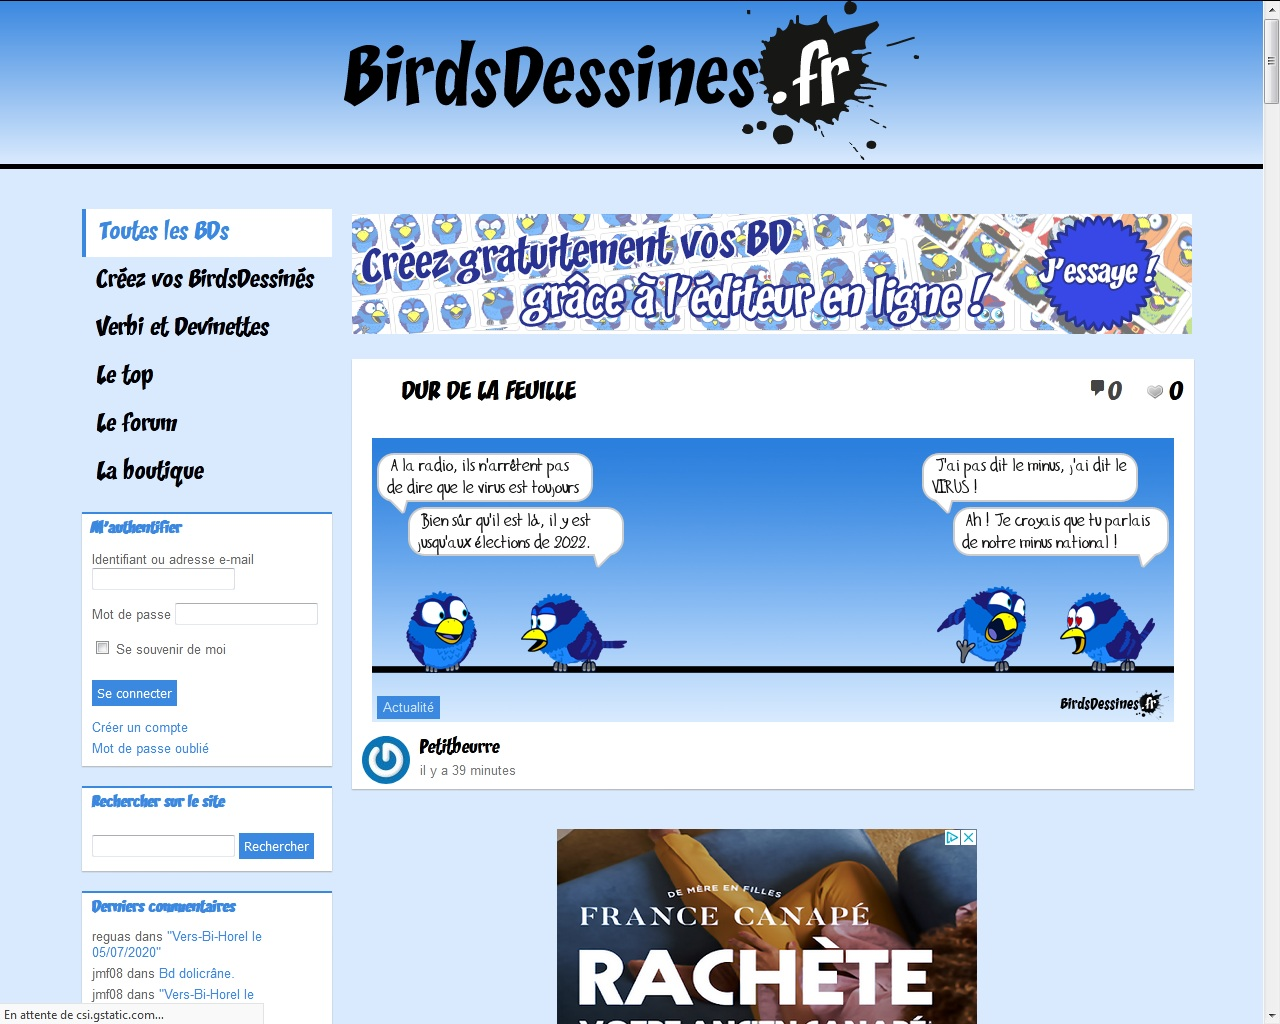 BirdsDessines.fr
Toutes les BDs
Créez vos BirdsDessinés
Verbi et Devinettes
Le top
Le forum
La boutique
M'authentifier
Identifiant ou adresse e-mail
Mot de passe
Se souvenir de moi
Se connecter
Créer un compte
Mot de passe oublié
Rechercher sur le site
Rechercher
Derniers commentaires
reguas dans "Vers-Bi-Horel le
05/07/2020"
jmf08 dans Bd dolicrâne.
jmf08 dans "Vers-Bi-Horel le
En attente de csi.gstatic.com...
Créez gratuitement vos BD
grâce à l'éditeur en ligne !
J'essaye !
DUR DE LA FEUILLE
0
0
A la radio, ils n'arrêtent pas
de dire que le virus est toujours
Bien sûr qu'il est là, il y est
jusqu'aux élections de 2022.
J'ai pas dit le minus, j'ai dit le
VIRUS !
Ah ! Je croyais que tu parlais
de notre minus national !
Actualité
BirdsDessines.fr
Petitbeurre
il y a 39 minutes
DE MÈRE EN FILLES
FRANCE CANAPÉ
RACHÈTE
VOTRE ANCIEN CANAPÉ